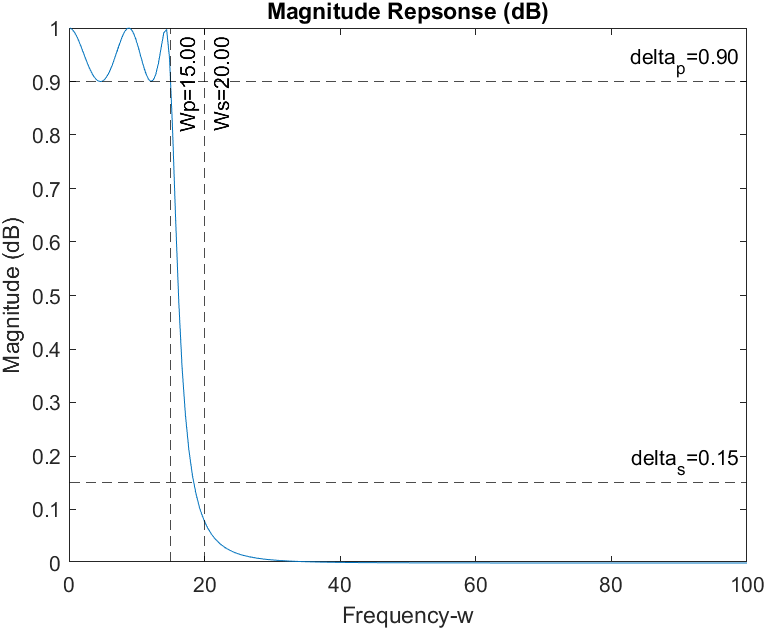 Magnitude Repsonse (dB)
1
0.9
0.8
0.7
0.6
0.5
0.4
0.3
0.2
0.1
0
Magnitude (dB)
Wp=15.00
Ws=20.00
delta_p=0.90
delta_s=0.15
0 20 40 60 80 100
Frequency-w